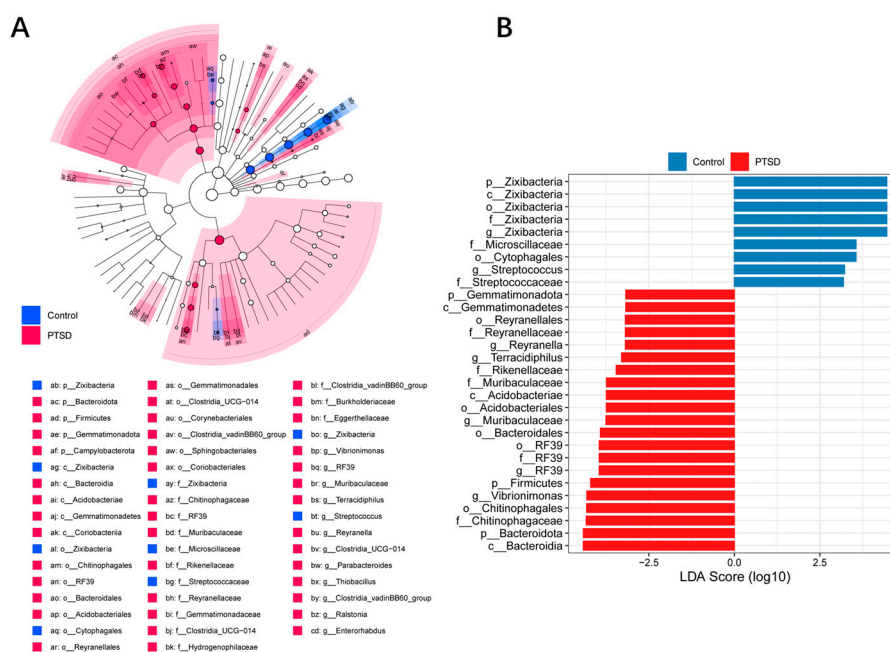 A
B
Control
PTSD
ab: p__Zixibacteria
ac: p__Bacteroidota
ad: p__Firmicutes
ae: p__Gemmatimonadota
af: p__Campylobacterota
ag: c__Zixibacteria
ah: c__Bacteroidia
ai: c__Acidobacteriae
aj: c__Gemmatimonadetes
ak: c__Coriobacteriia
al: o__Zixibacteria
am: o__Chitinophagales
an: o__RF39
ao: o__Bacteroidales
ap: o__Acidobacteriales
aq: o__Cytophagales
ar: o__Reyranellales
as: o__Gemmatimonadales
at: o__Clostridia_UCG-014
au: o__Corynebacteriales
av: o__Clostridia_vadinBB60_group
aw: o__Sphingobacteriales
ax: o__Coriobacteriales
ay: f__Zixibacteria
az: f__Chitinophagaceae
bc: f__RF39
bd: f__Muribaculaceae
be: f__Microscillaceae
bf: f__Rikenellaceae
bg: f__Streptococcaceae
bh: f__Reyranellaceae
bi: f__Gemmatimonadaceae
bj: f__Clostridia_UCG-014
bk: f__Hydrogenophilaceae
bl: f__Clostridia_vadinBB60_group
bm: f__Burkholderiaceae
bn: f__Eggerthellaceae
bo: g__Zixibacteria
bp: g__Vibrionimonas
bq: g__RF39
br: g__Muribaculaceae
bs: g__Terracidiphilus
bt: g__Streptococcus
bu: g__Reyranella
bv: g__Clostridia_UCG-014
bw: g__Parabacteroides
bx: g__Thiobacillus
by: g__Clostridia_vadinBB60_group
bz: g__Ralstonia
cd: g__Enterorhabdus
Control
PTSD
p__Zixibacteria
c__Zixibacteria
o__Zixibacteria
f__Zixibacteria
g__Zixibacteria
f__Microscillaceae
o__Cytophagales
g__Streptococcus
f__Streptococcaceae
p__Gemmatimonadota
c__Gemmatimonadetes
o__Reyranellales
f__Reyranellaceae
g__Reyranella
g__Terracidiphilus
f__Rikenellaceae
f__Muribaculaceae
c__Acidobacteriae
o__Acidobacteriales
g__Muribaculaceae
o__Bacteroidales
o__RF39
f__RF39
g__RF39
p__Firmicutes
g__Vibrionimonas
o__Chitinophagales
f__Chitinophagaceae
p__Bacteroidota
c__Bacteroidia
-2.5 0.0 2.5
LDA Score (log10)